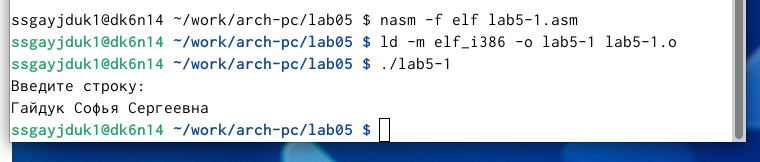 ssgayjduk1@dk6n14 ~/work/arch-pc/lab05 $ nasm -f elf lab5-1.asm
ssgayjduk1@dk6n14 ~/work/arch-pc/lab05 $ ld -m elf_i386 -o lab5-1 lab5-1.o
ssgayjduk1@dk6n14 ~/work/arch-pc/lab05 $ ./lab5-1
Введите строку:
Гайдук Софья Сергеевна
ssgayjduk1@dk6n14 ~/work/arch-pc/lab05 $